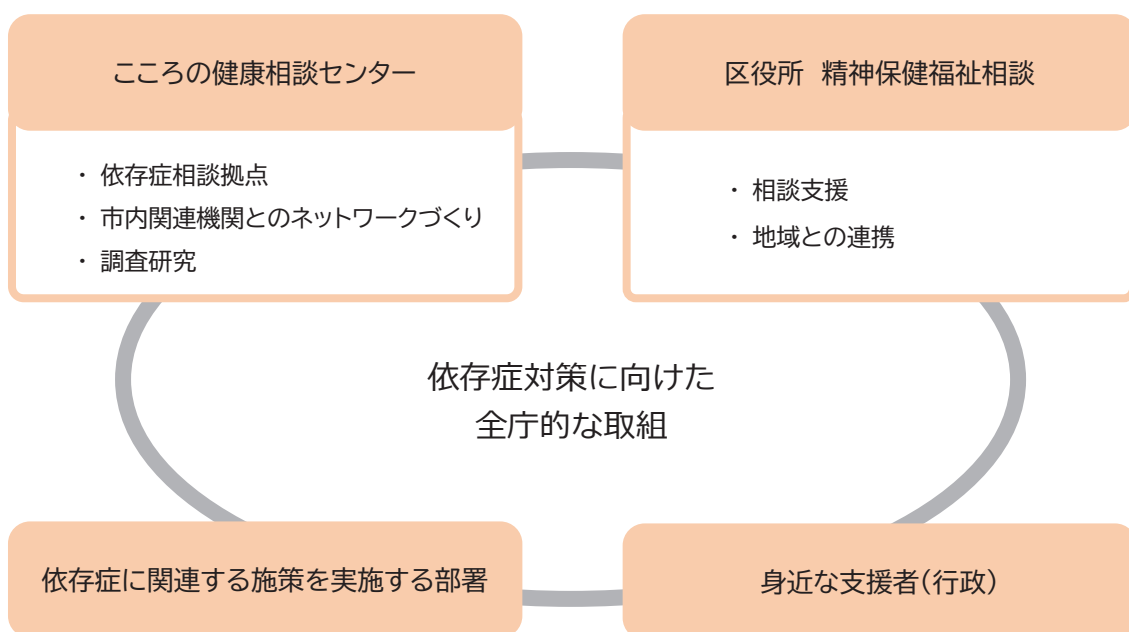 こころの健康相談センター
・ 依存症相談拠点
・ 市内関連機関とのネットワークづくり
・ 調査研究
区役所 精神保健福祉相談
・ 相談支援
・ 地域との連携
依存症対策に向けた
全庁的な取組
依存症に関連する施策を実施する部署
身近な支援者(行政)